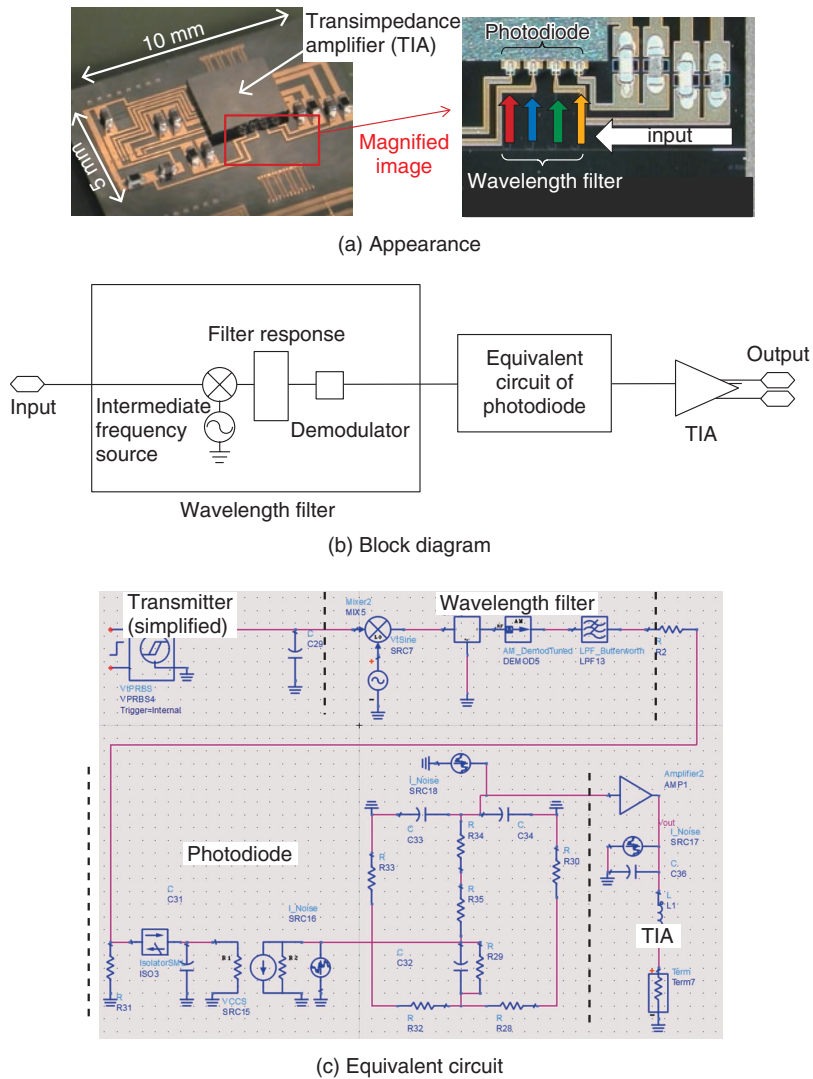 Transimpedance
amplifier (TIA)
10 mm
5 mm
Magnified
image
Photodiode
input
Wavelength filter
(a) Appearance
Input
Intermediate
frequency
source
Filter response
Demodulator
Wavelength filter
Equivalent
circuit of
photodiode
TIA
Output
(b) Block diagram
Transmitter
(simplified)
VtPRBS
VPRBS4
Trigger=Internal
C
C29
Mixer2
MIX5
LO
VtSine
SRC7
Wavelength filter
AM
AM_DemodTuned
DEMOD5
LPF_Butterworth
LPF13
R
R2
Photodiode
R
R31
IsolatorSM
ISO3
C
C31
R1
VCCS
SRC15
R2
I_Noise
SRC16
I_Noise
SRC18
C
C33
R
R33
R
R34
R
R35
C
C34
R
R30
C
C32
R
R29
R
R32
R
R28
Amplifier2
AMP1
Vout
I_Noise
SRC17
C
C36
L
L1
TIA
Term
Term7
(c) Equivalent circuit